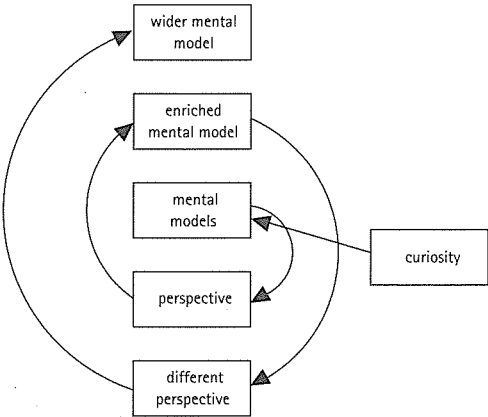 wider mental
model
enriched
mental model
mental
models
curiosity
perspective
different
perspective